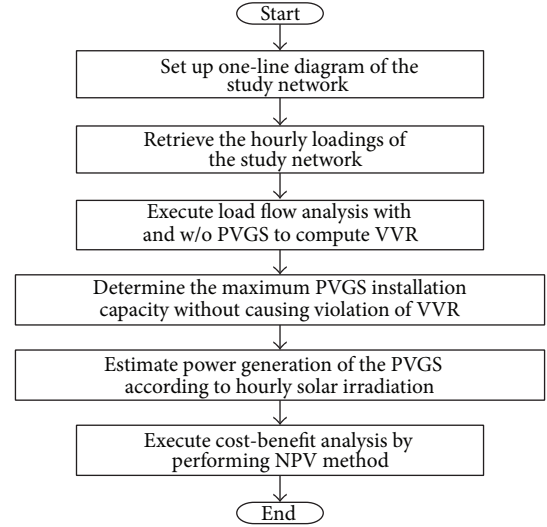 Start
Set up one-line diagram of the
study network
Retrieve the hourly loadings of
the study network
Execute load flow analysis with
and w/o PVGS to compute VVR
Determine the maximum PVGS installation
capacity without causing violation of VVR
Estimate power generation of the PVGS
according to hourly solar irradiation
Execute cost-benefit analysis by
performing NPV method
End